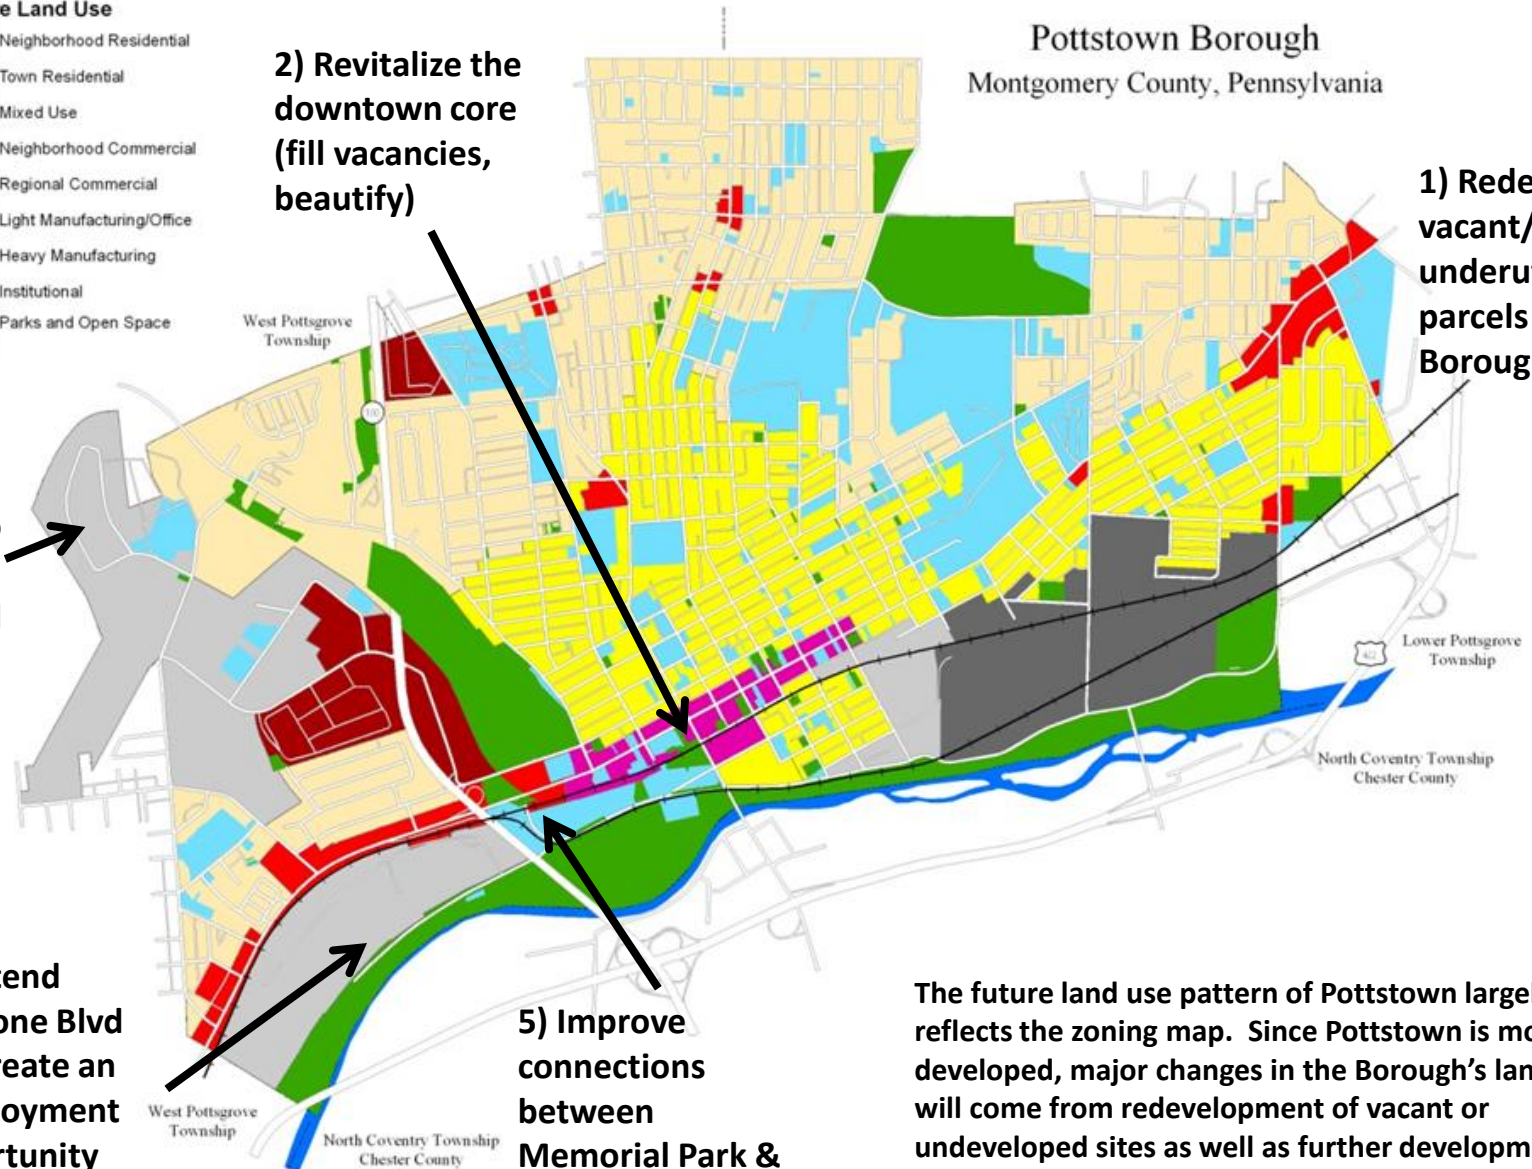 e Land Use
Neighborhood Residential
Town Residential
Mixed Use
Neighborhood Commercial
Regional Commercial
Light Manufacturing/Office
Heavy Manufacturing
Institutional
Parks and Open Space
2) Revitalize the
downtown core
(fill vacancies,
beautify)
Pottstown Borough
Montgomery County, Pennsylvania
1) Rede
vacant/
underu
parcels
Boroug
West Pottsgrove
Township
100
422
Lower Pottsgrove
Township
North Coventry Township
Chester County
tend
one Blvd
reate an
oyment
rtunity
West Pottsgrove
Township
North Coventry Township
Chester County
5) Improve
connections
between
Memorial Park &
The future land use pattern of Pottstown largel
reflects the zoning map.  Since Pottstown is mo
developed, major changes in the Borough's lan
will come from redevelopment of vacant or
undeveloped sites as well as further developm